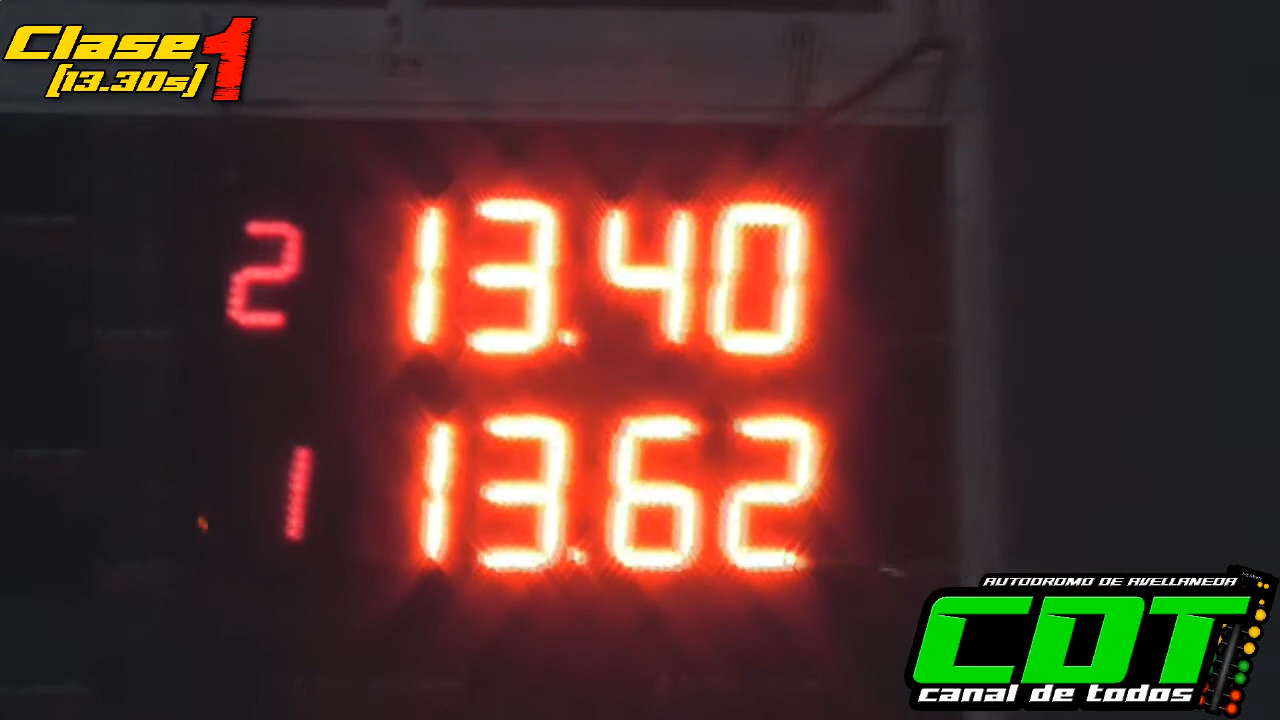 Clase 1
[13.30s]
2 13.40
1 13.62
AUTODROMO DE AVELLANEDA
CDT
canal de todos